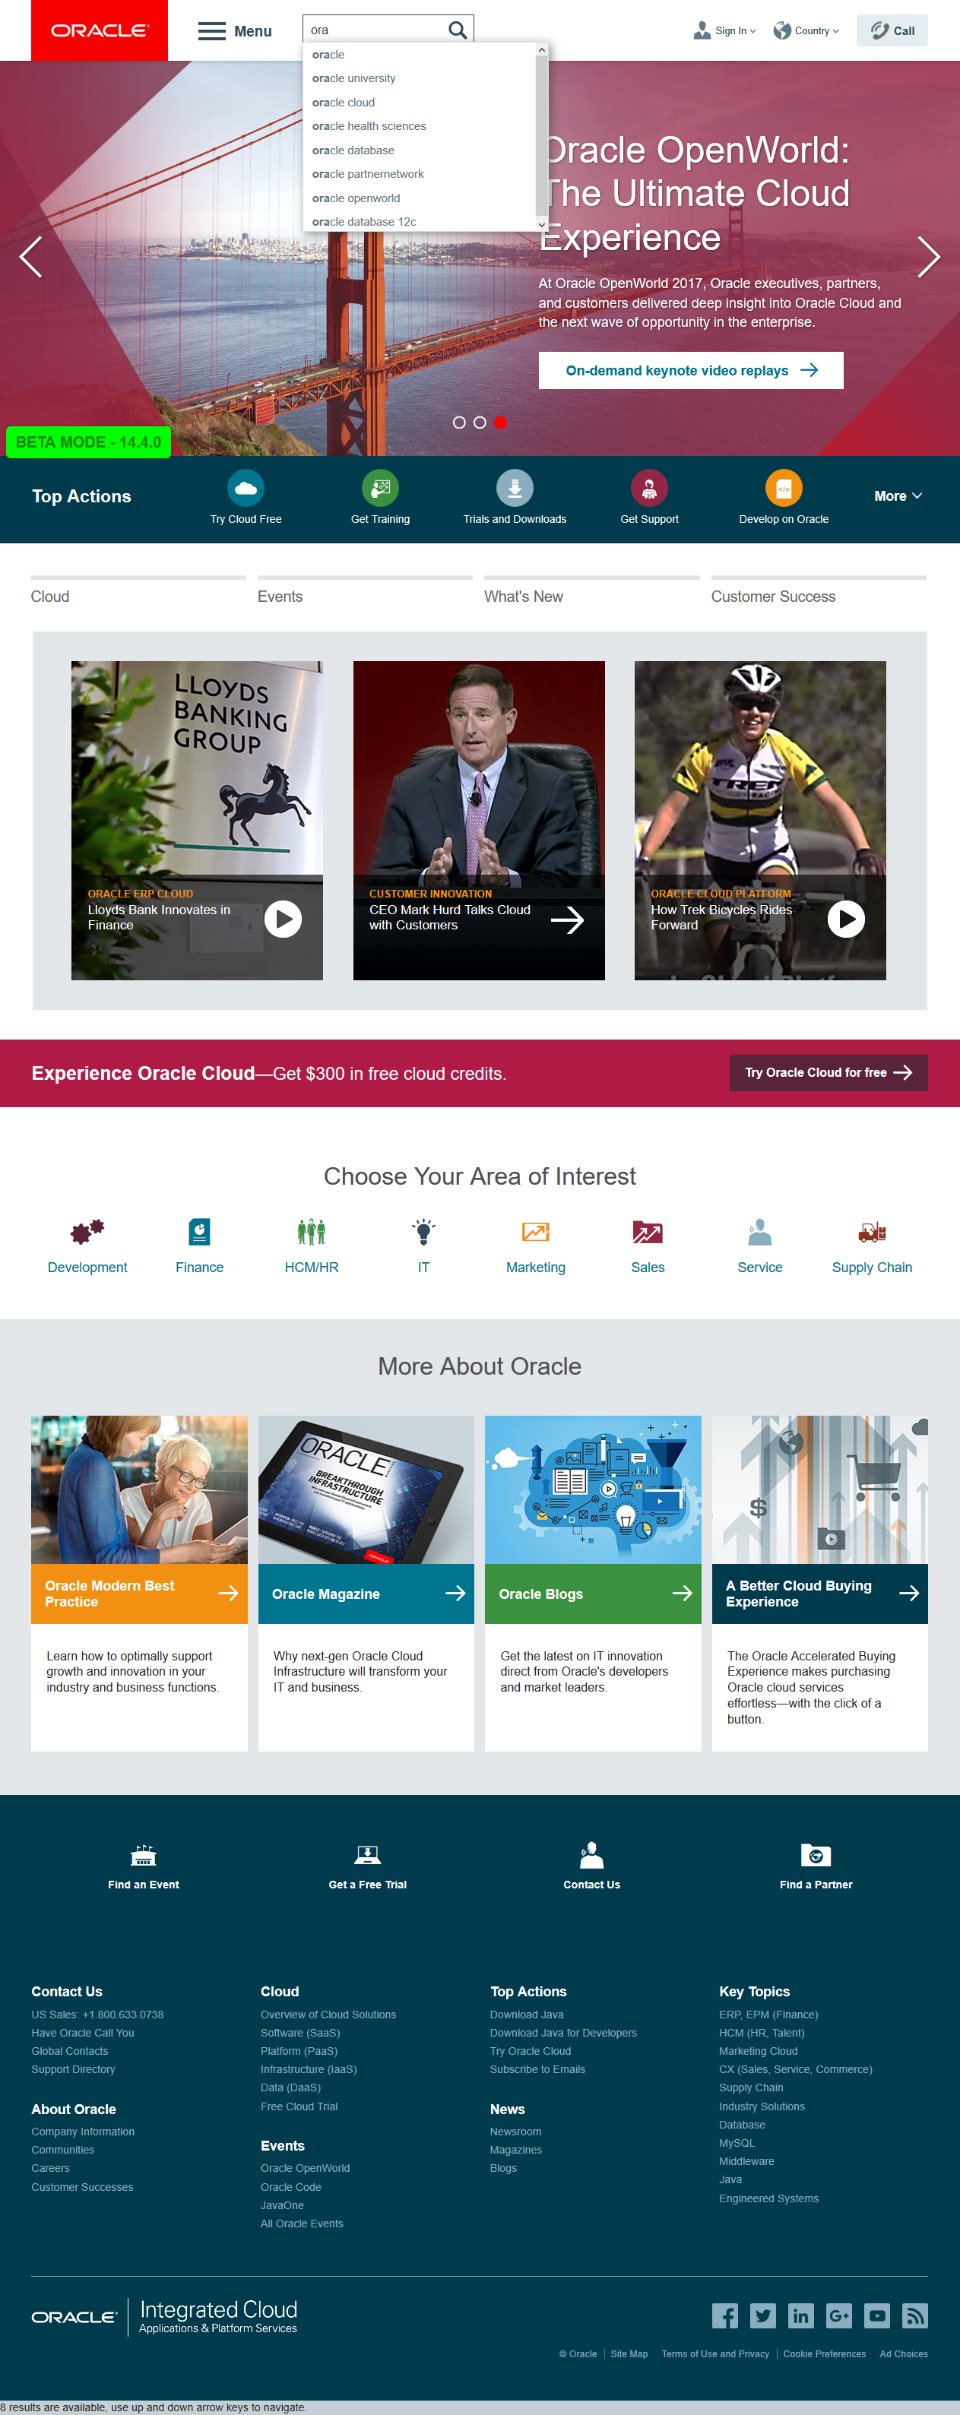 ORACLE
Menu
ora
Sign In
Country
Call
oracle
oracle university
oracle cloud
oracle health sciences
oracle database
oracle partnernetwork
oracle openworld
oracle database 12c
Oracle OpenWorld:
The Ultimate Cloud
Experience
At Oracle OpenWorld 2017, Oracle executives, partners,
and customers delivered deep insight into Oracle Cloud and
the next wave of opportunity in the enterprise.
On-demand keynote video replays
BETA MODE - 14.4.0
Top Actions
Try Cloud Free
Get Training
Trials and Downloads
Get Support
Develop on Oracle
More
Cloud
Events
What's New
Customer Success
LLOYDS
BANKING
GROUP
ORACLE ERP CLOUD
Lloyds Bank Innovates in
Finance
CUSTOMER INNOVATION
CEO Mark Hurd Talks Cloud
with Customers
TREK
20
ORACLE CLOUD PLATFORM
How Trek Bicycles Rides
Forward
Experience Oracle Cloud—Get $300 in free cloud credits.
Try Oracle Cloud for free
Choose Your Area of Interest
Development
Finance
HCM/HR
IT
Marketing
Sales
Service
Supply Chain
More About Oracle
ORACLE
BREAKTHROUGH
INFRASTRUCTURE
$
Oracle Modern Best
Practice
Oracle Magazine
Oracle Blogs
A Better Cloud Buying
Experience
Learn how to optimally support
growth and innovation in your
industry and business functions.
Why next-gen Oracle Cloud
Infrastructure will transform your
IT and business.
Get the latest on IT innovation
direct from Oracle's developers
and market leaders.
The Oracle Accelerated Buying
Experience makes purchasing
Oracle cloud services
effortless—with the click of a
button.
Find an Event
Get a Free Trial
Contact Us
Find a Partner
Contact Us
US Sales: +1.800.633.0738
Have Oracle Call You
Global Contacts
Support Directory
About Oracle
Company Information
Communities
Careers
Customer Successes
Cloud
Overview of Cloud Solutions
Software (SaaS)
Platform (PaaS)
Infrastructure (IaaS)
Data (DaaS)
Free Cloud Trial
Events
Oracle OpenWorld
Oracle Code
JavaOne
All Oracle Events
Top Actions
Download Java
Download Java for Developers
Try Oracle Cloud
Subscribe to Emails
News
Newsroom
Magazines
Blogs
Key Topics
ERP, EPM (Finance)
HCM (HR, Talent)
Marketing Cloud
CX (Sales, Service, Commerce)
Supply Chain
Industry Solutions
Database
MySQL
Middleware
Java
Engineered Systems
ORACLE
Integrated Cloud
Applications & Platform Services
© Oracle
Site Map
Terms of Use and Privacy
Cookie Preferences
Ad Choices
8 results are available, use up and down arrow keys to navigate.